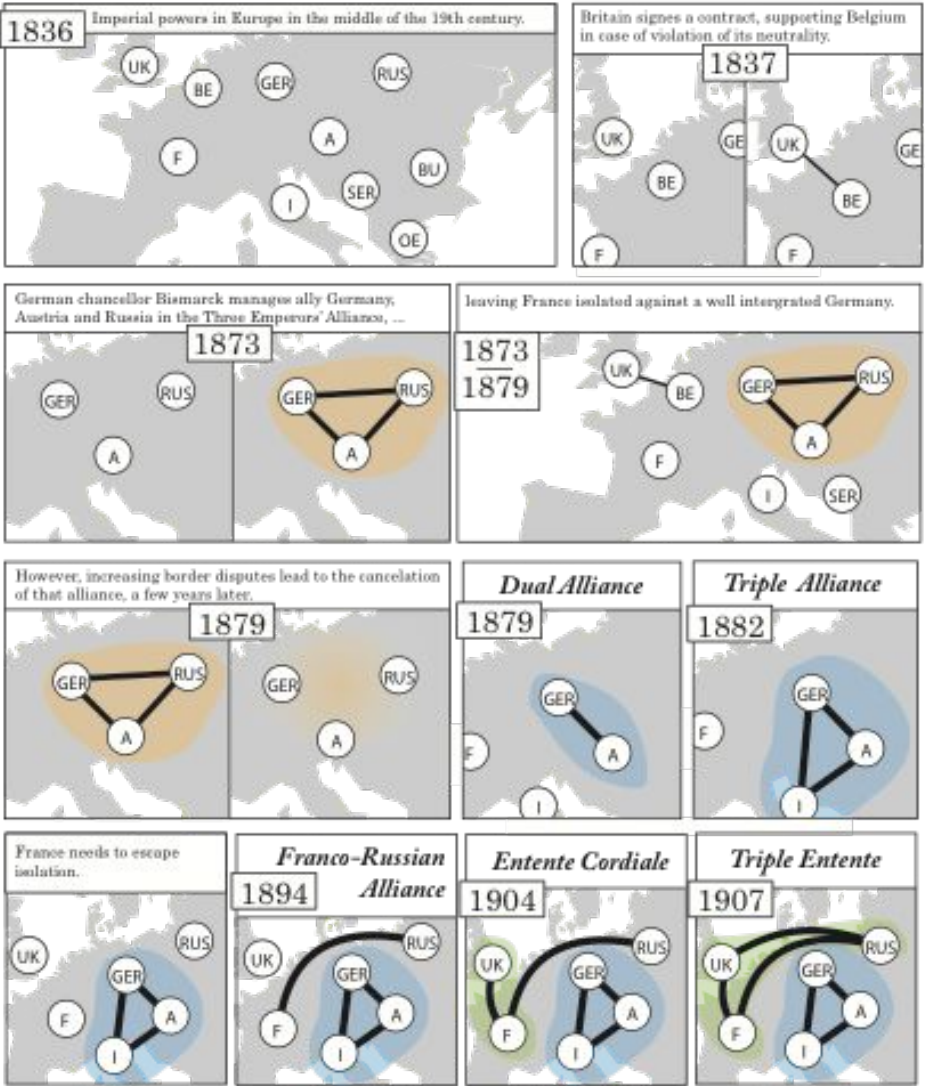 1836
Imperial powers in Europe in the middle of the 19th century.
UK
BE
GER
RUS
F
A
BU
SER
I
OE
Britain signes a contract, supporting Belgium
in case of violation of its neutrality.
1837
UK
GE
BE
F
UK
GE
BE
F
German chancellor Bismarck manages ally Germany,
Austria and Russia in the Three Emperors' Alliance, ...
1873
GER
RUS
A
GER
RUS
A
leaving France isolated against a well intergrated Germany.
1873
1879
UK
BE
GER
RUS
A
F
I
SER
However, increasing border disputes lead to the cancelation
of that alliance, a few years later.
1879
GER
RUS
A
GER
RUS
A
Dual Alliance
1879
GER
F
A
I
Triple Alliance
1882
GER
F
A
I
France needs to escape
isolation.
UK
RUS
GER
F
A
I
Franco-Russian
Alliance
1894
UK
RUS
GER
F
A
I
Entente Cordiale
1904
UK
RUS
GER
F
A
I
Triple Entente
1907
UK
RUS
GER
F
A
I